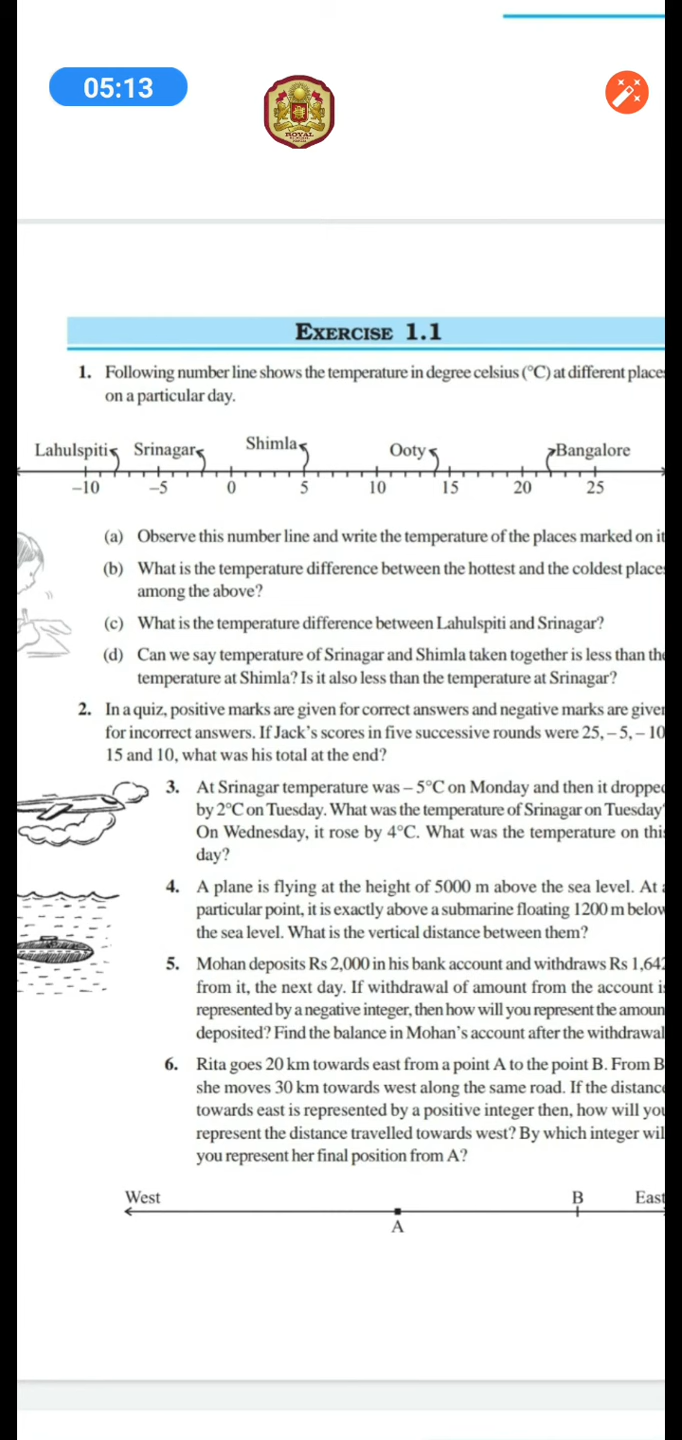 05:13
ROYAL
EXERCISE 1.1
1. Following number line shows the temperature in degree celsius (°C) at different places
on a particular day.
Lahulspiti Srinagar Shimla Ooty Bangalore
–10 –5 0 5 10 15 20 25
(a) Observe this number line and write the temperature of the places marked on it
(b) What is the temperature difference between the hottest and the coldest places
among the above?
(c) What is the temperature difference between Lahulspiti and Srinagar?
(d) Can we say temperature of Srinagar and Shimla taken together is less than the
temperature at Shimla? Is it also less than the temperature at Srinagar?
2. In a quiz, positive marks are given for correct answers and negative marks are given
for incorrect answers. If Jack's scores in five successive rounds were 25, – 5, – 10
15 and 10, what was his total at the end?
3. At Srinagar temperature was – 5°C on Monday and then it dropped
by 2°C on Tuesday. What was the temperature of Srinagar on Tuesday
On Wednesday, it rose by 4°C. What was the temperature on this
day?
4. A plane is flying at the height of 5000 m above the sea level. At a
particular point, it is exactly above a submarine floating 1200 m below
the sea level. What is the vertical distance between them?
5. Mohan deposits Rs 2,000 in his bank account and withdraws Rs 1,642
from it, the next day. If withdrawal of amount from the account is
represented by a negative integer, then how will you represent the amoun
deposited? Find the balance in Mohan's account after the withdrawal
6. Rita goes 20 km towards east from a point A to the point B. From B
she moves 30 km towards west along the same road. If the distance
towards east is represented by a positive integer then, how will you
represent the distance travelled towards west? By which integer wil
you represent her final position from A?
West B East
A